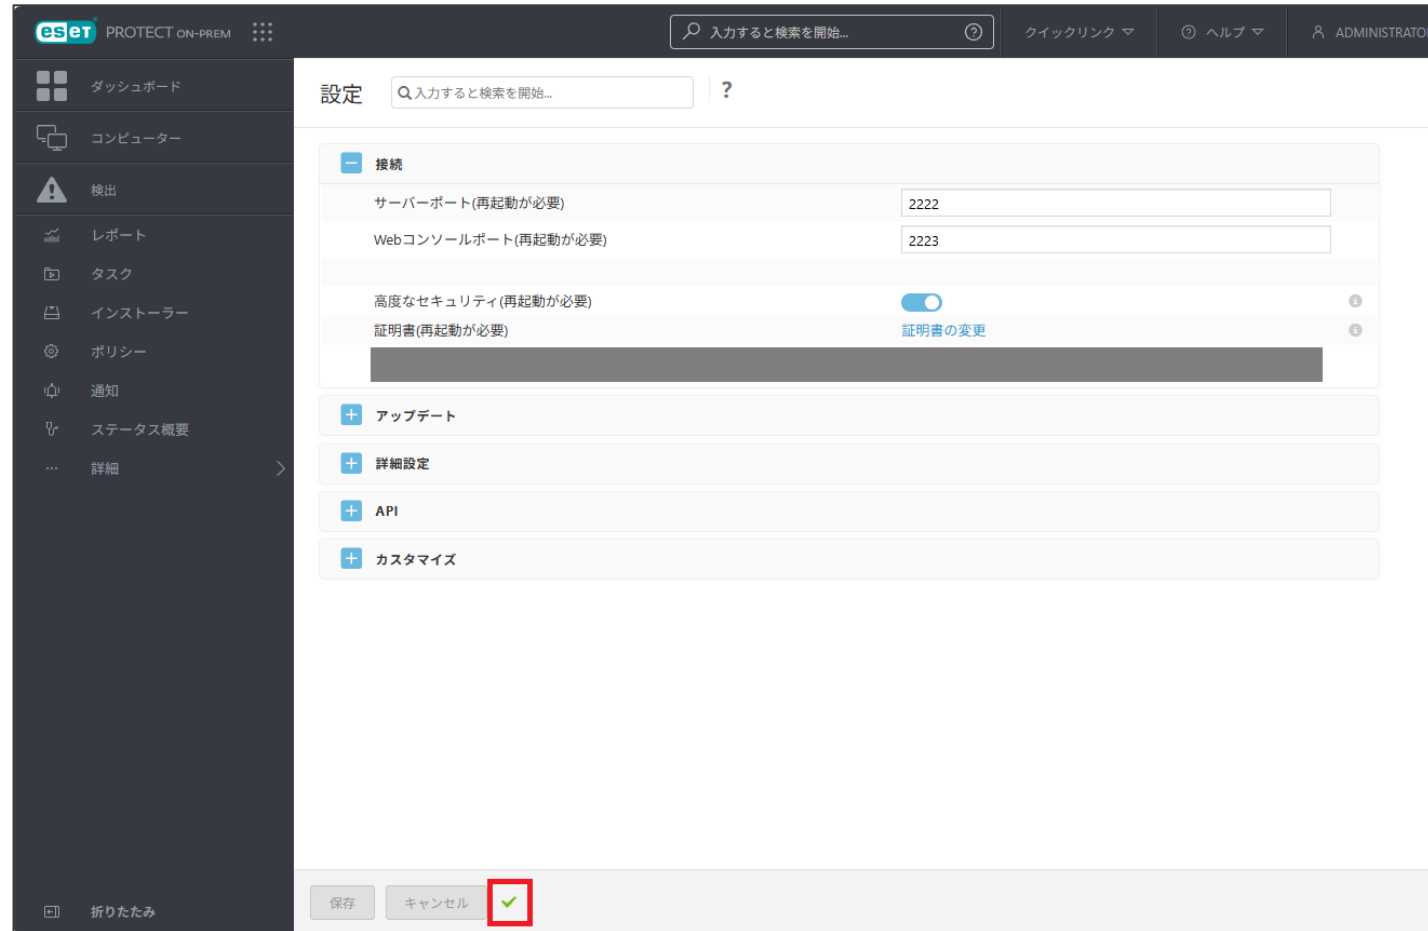 eset PROTECT ON-PREM
入力すると検索を開始...
クイックリンク
ヘルプ
ADMINISTRATO
ダッシュボード
コンピューター
検出
レポート
タスク
インストーラー
ポリシー
通知
ステータス概要
詳細
折りたたみ
設定
入力すると検索を開始...
?
接続
サーバーポート(再起動が必要) 2222
Webコンソールポート(再起動が必要) 2223
高度なセキュリティ(再起動が必要)
証明書(再起動が必要) 証明書の変更
アップデート
詳細設定
API
カスタマイズ
保存 キャンセル